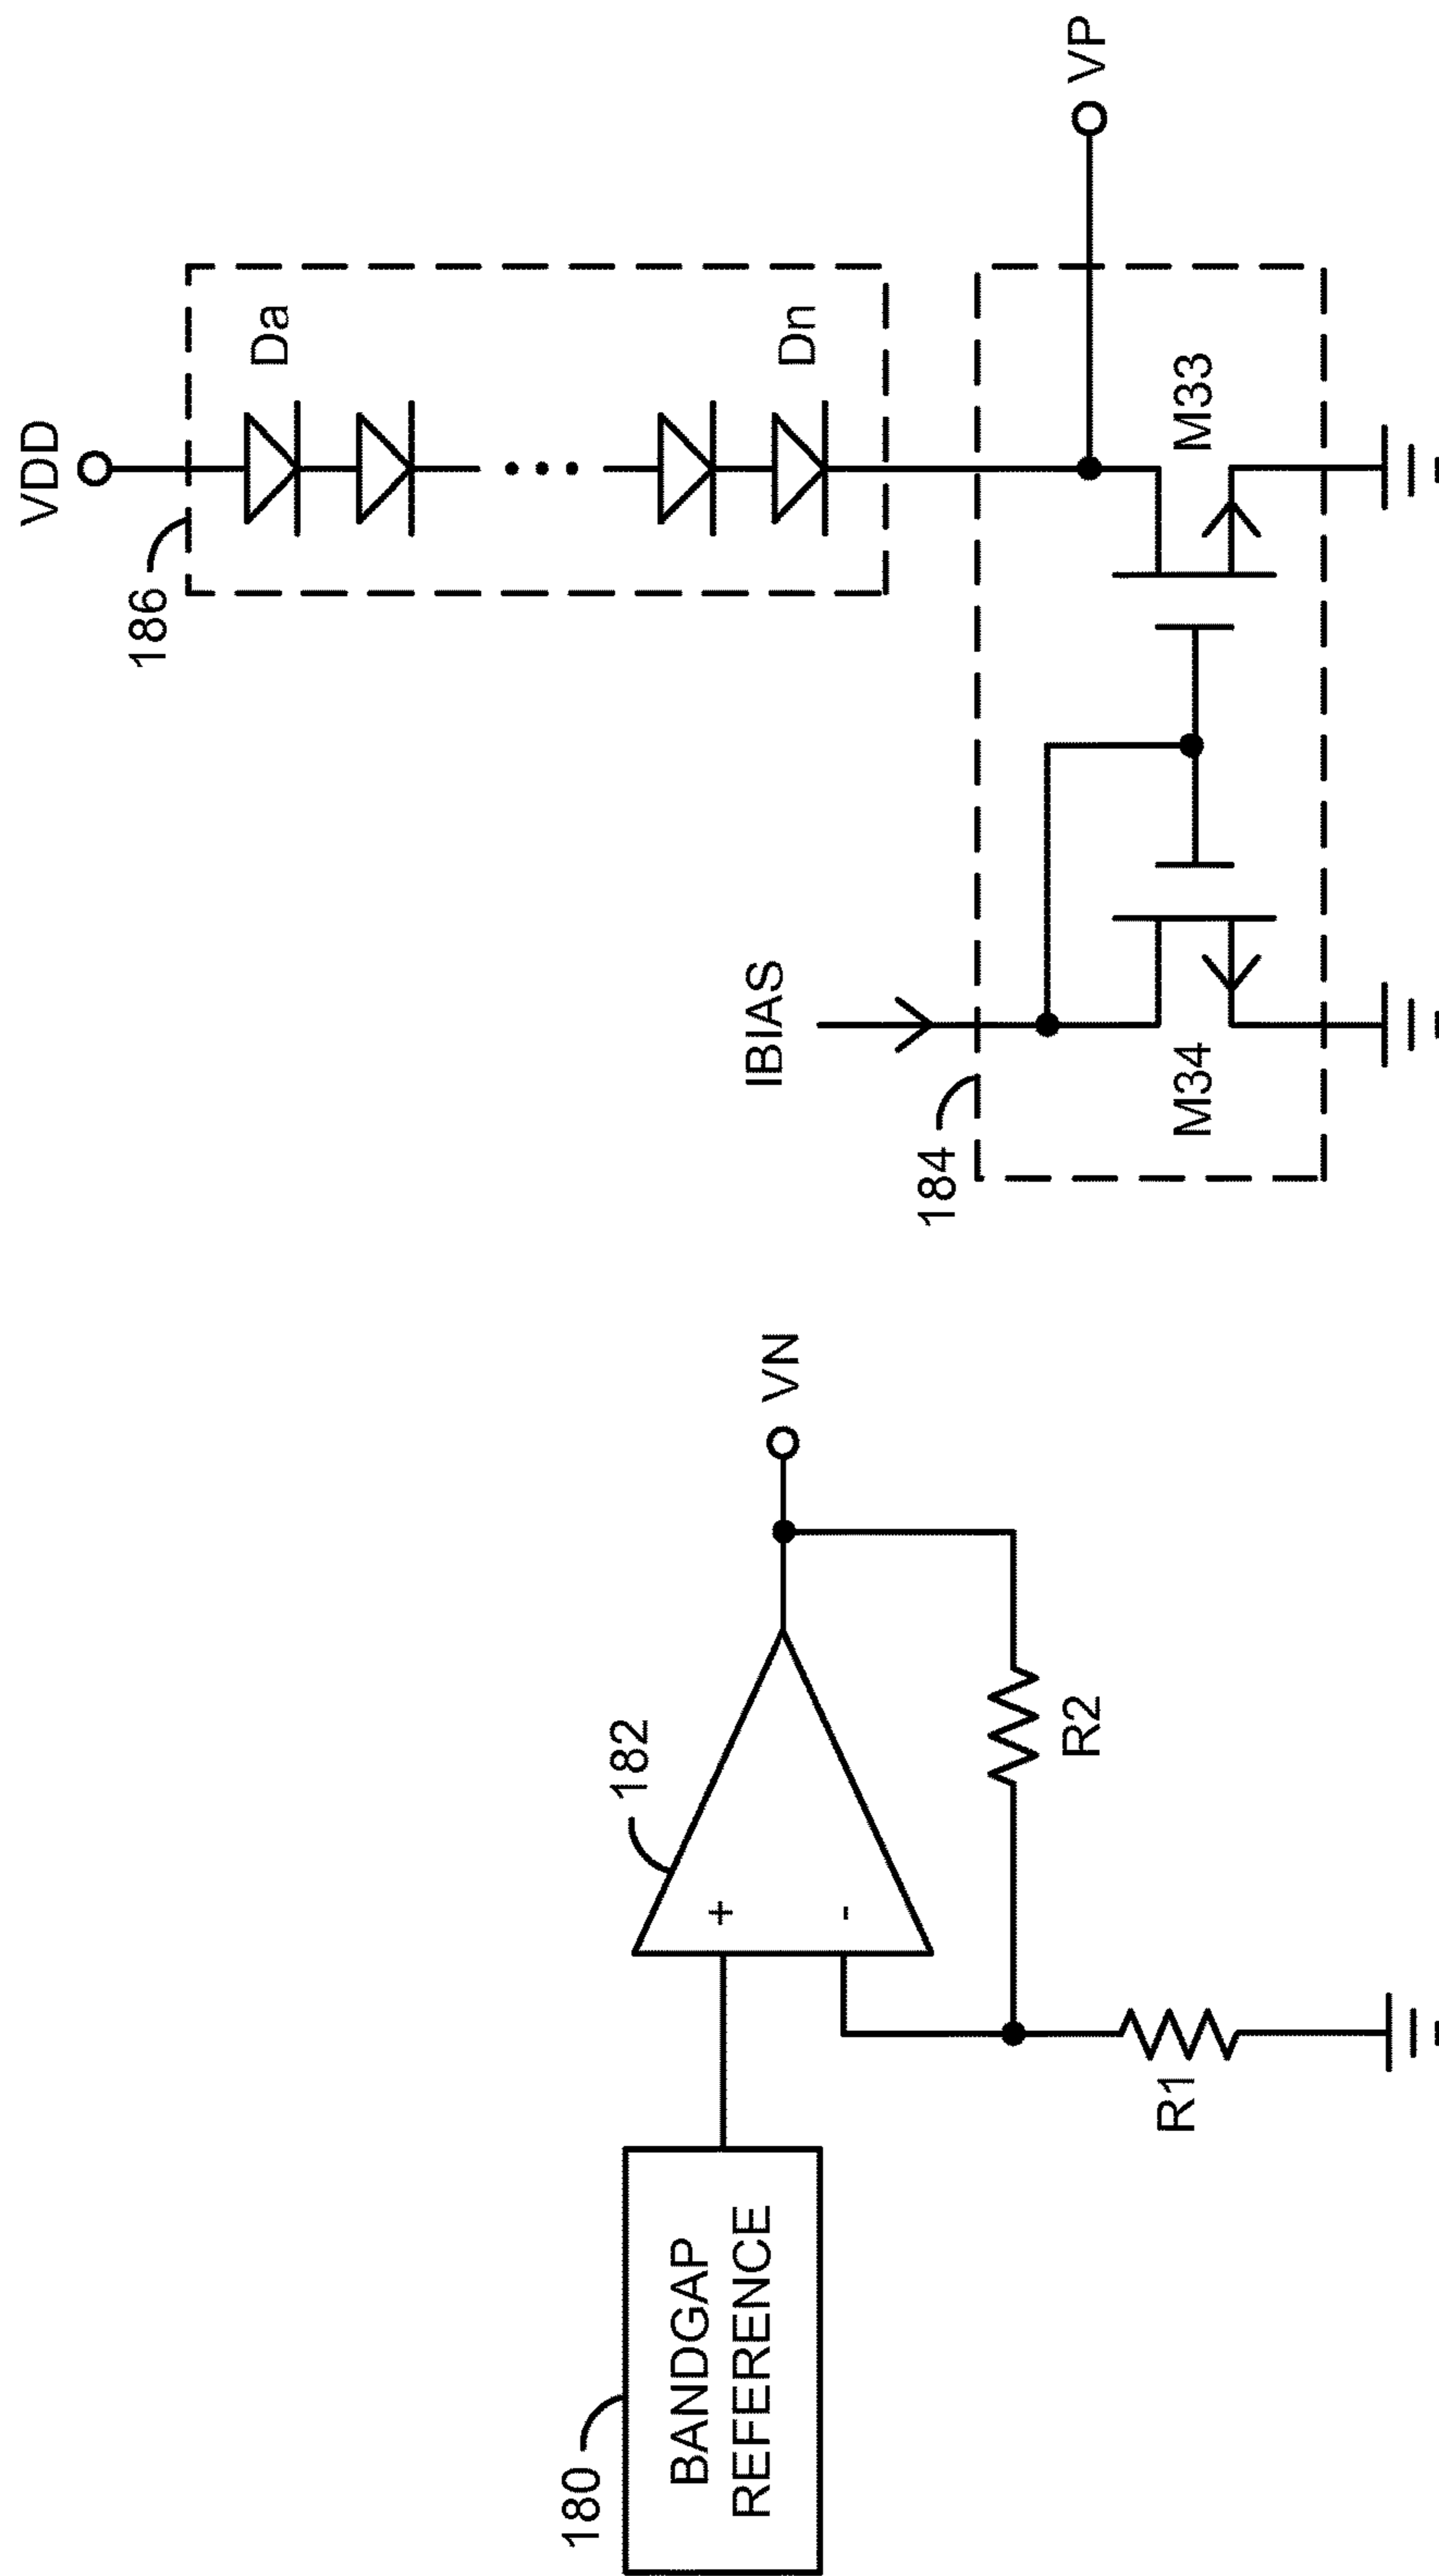 180
BANDGAP
REFERENCE
182
+
-
VN
R2
R1
VDD
186
Da
Dn
IBIAS
184
VP
M34
M33